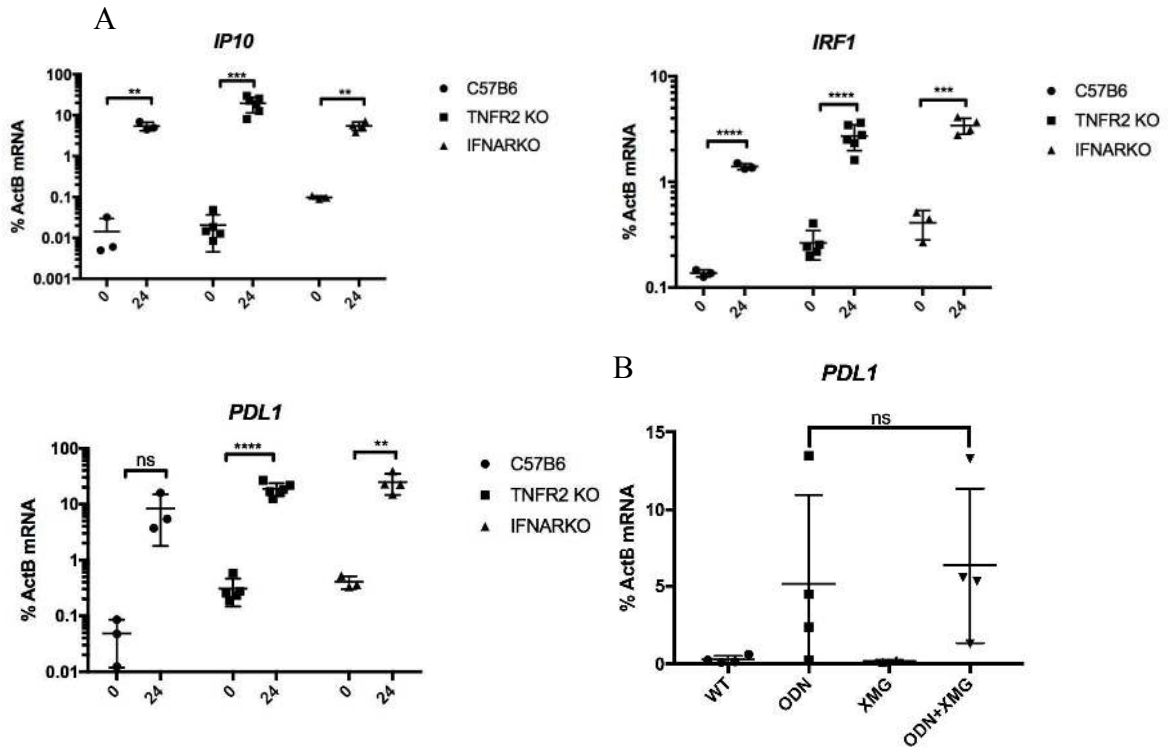 A
IP10
% ActB mRNA
100
10
1
0.1
0.01
0.001
**
***
**
0
24
0
24
0
24
C57B6
TNFR2 KO
IFNARKO
IRF1
% ActB mRNA
10
1
0.1
****
****
***
0
24
0
24
0
24
C57B6
TNFR2 KO
IFNARKO
PDL1
% ActB mRNA
100
10
1
0.1
0.01
ns
****
**
0
24
0
24
0
24
C57B6
TNFR2 KO
IFNARKO
B
PDL1
% ActB mRNA
15
10
5
0
ns
WT
ODN
XMG
ODN+XMG